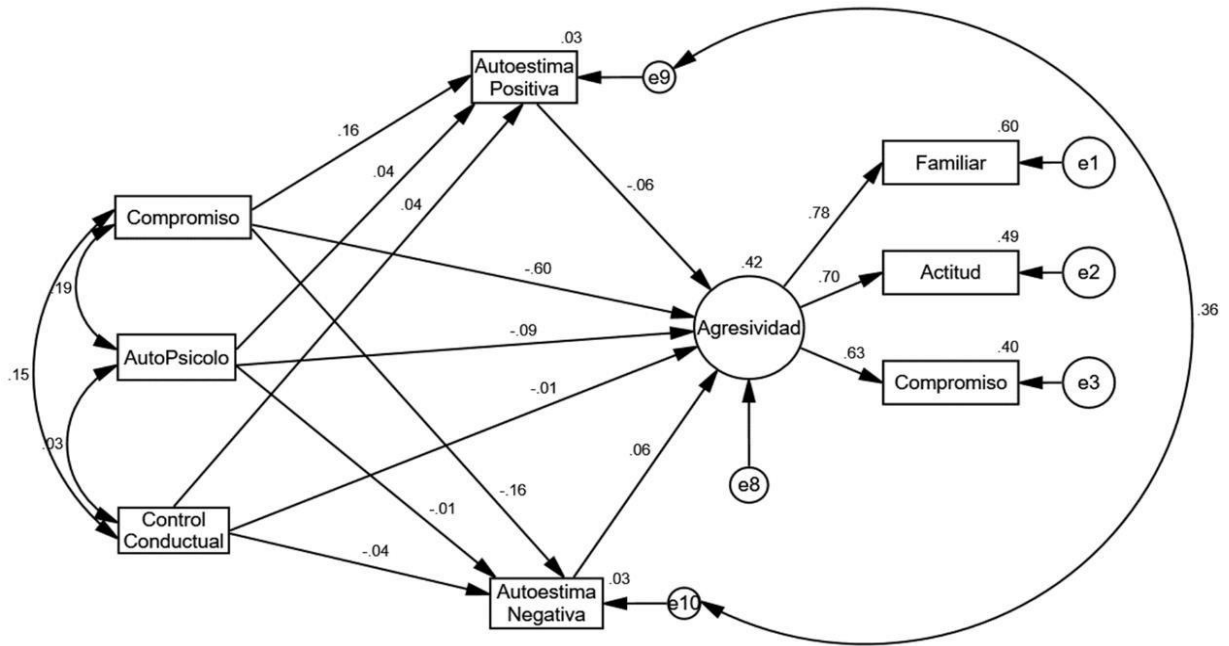 .03
Autoestima
Positiva
e9
.16
.04
.04
-.06
.60
Familiar
e1
.78
Compromiso
-.60
.42
.49
Actitud
e2
.70
.19
Agresividad
.36
AutoPsicolo
-.09
.15
-.01
.63
.40
Compromiso
e3
.03
.06
e8
Control
Conductual
-.01
-.16
-.04
.03
Autoestima
Negativa
e10